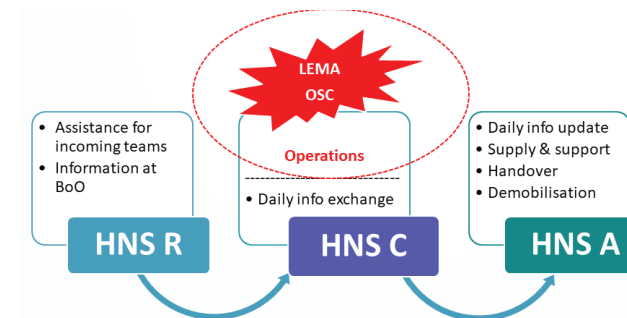 LEMA
OSC
Operations
• Assistance for
incoming teams
• Information at
BoO
HNS R
• Daily info exchange
HNS C
• Daily info update
• Supply & support
• Handover
• Demobilisation
HNS A